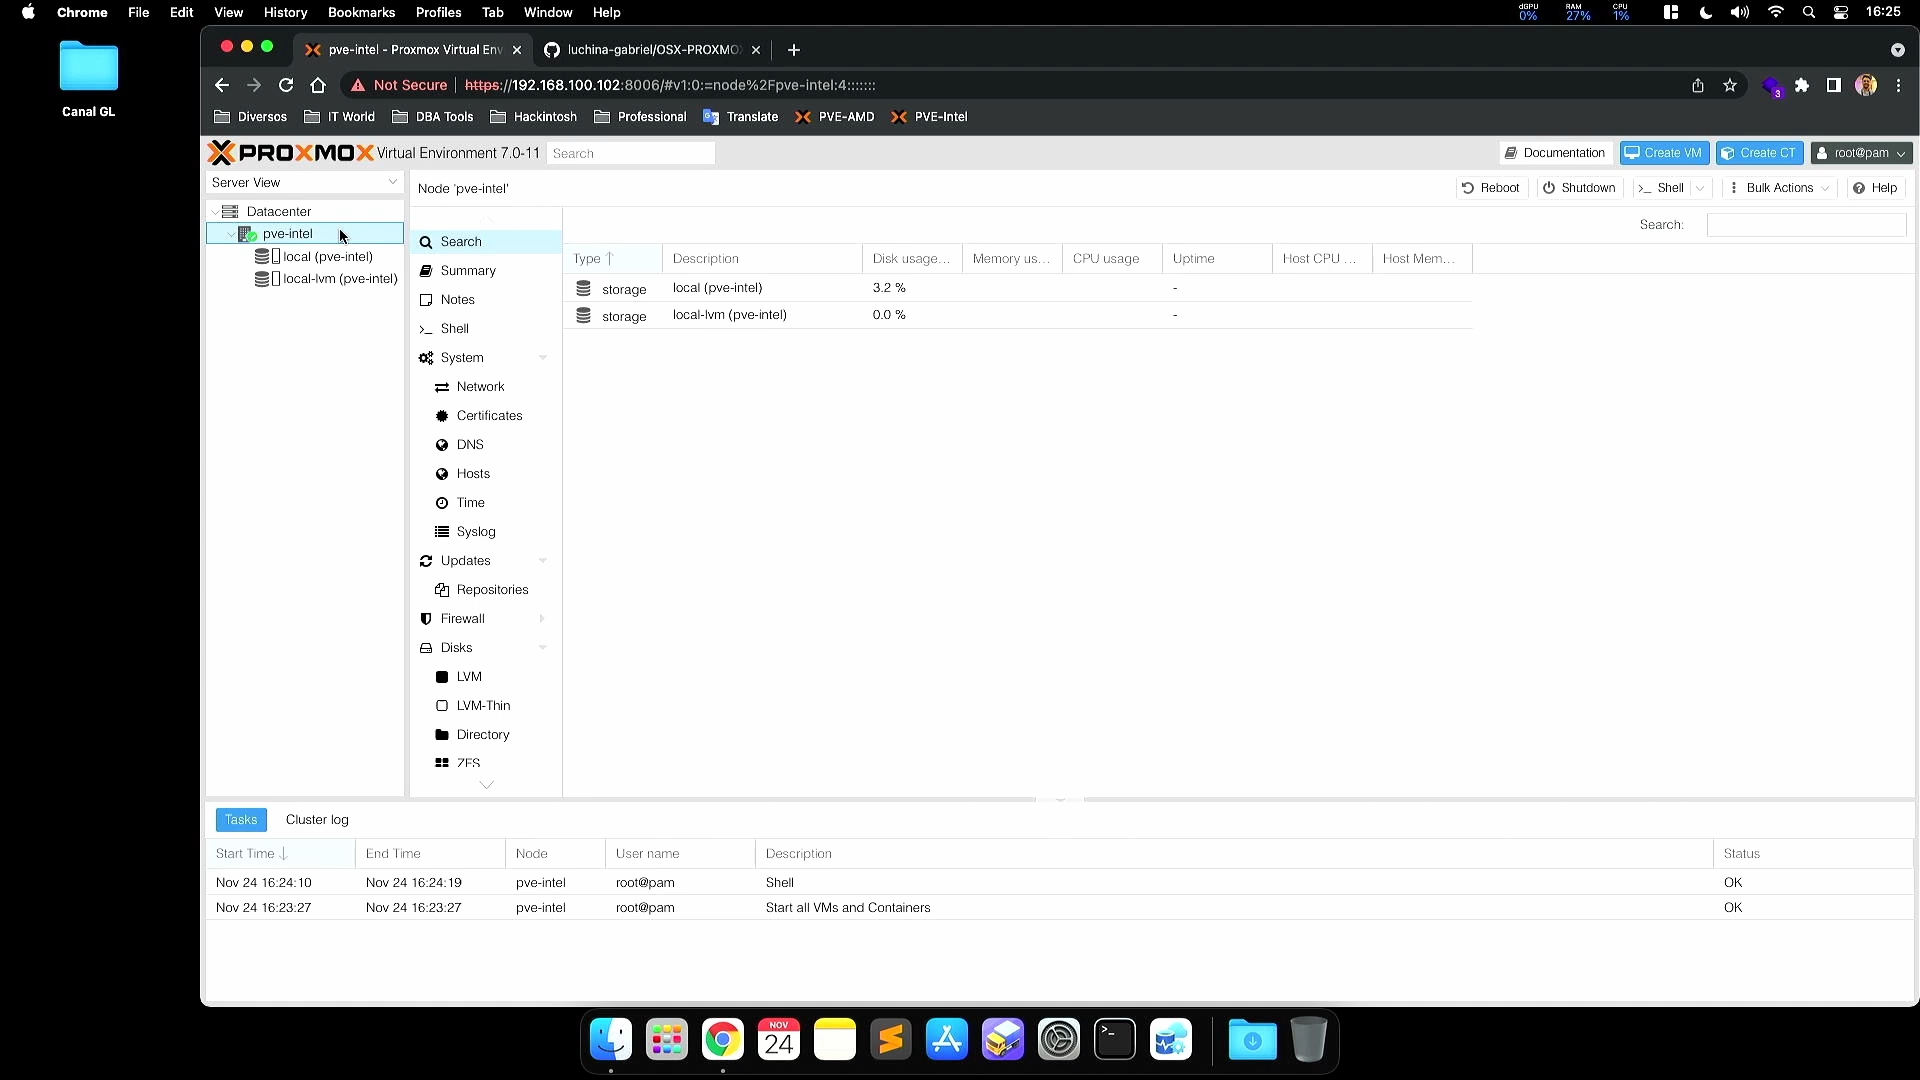 Chrome File Edit View History Bookmarks Profiles Tab Window Help dGPU 0% RAM 27% CPU 1% 16:25
Canal GL
pve-intel - Proxmox Virtual Env luchina-gabriel/OSX-PROXMO
Not Secure https://192.168.100.102:8006/#v1:0:=node%2Fpve-intel:4:::::::
3
Diversos IT World DBA Tools Hackintosh Professional Translate PVE-AMD PVE-Intel
PROXMOX Virtual Environment 7.0-11 Search Documentation Create VM Create CT root@pam
Server View
Node 'pve-intel' Reboot Shutdown Shell Bulk Actions Help
Datacenter
pve-intel
local (pve-intel)
local-lvm (pve-intel)
Search
Summary
Notes
Shell
System
Network
Certificates
DNS
Hosts
Time
Syslog
Updates
Repositories
Firewall
Disks
LVM
LVM-Thin
Directory
ZFS
Search:
Type Description Disk usage... Memory us... CPU usage Uptime Host CPU ... Host Mem...
storage local (pve-intel) 3.2 % -
storage local-lvm (pve-intel) 0.0 % -
Tasks Cluster log
Start Time End Time Node User name Description Status
Nov 24 16:24:10 Nov 24 16:24:19 pve-intel root@pam Shell OK
Nov 24 16:23:27 Nov 24 16:23:27 pve-intel root@pam Start all VMs and Containers OK
NOV
24